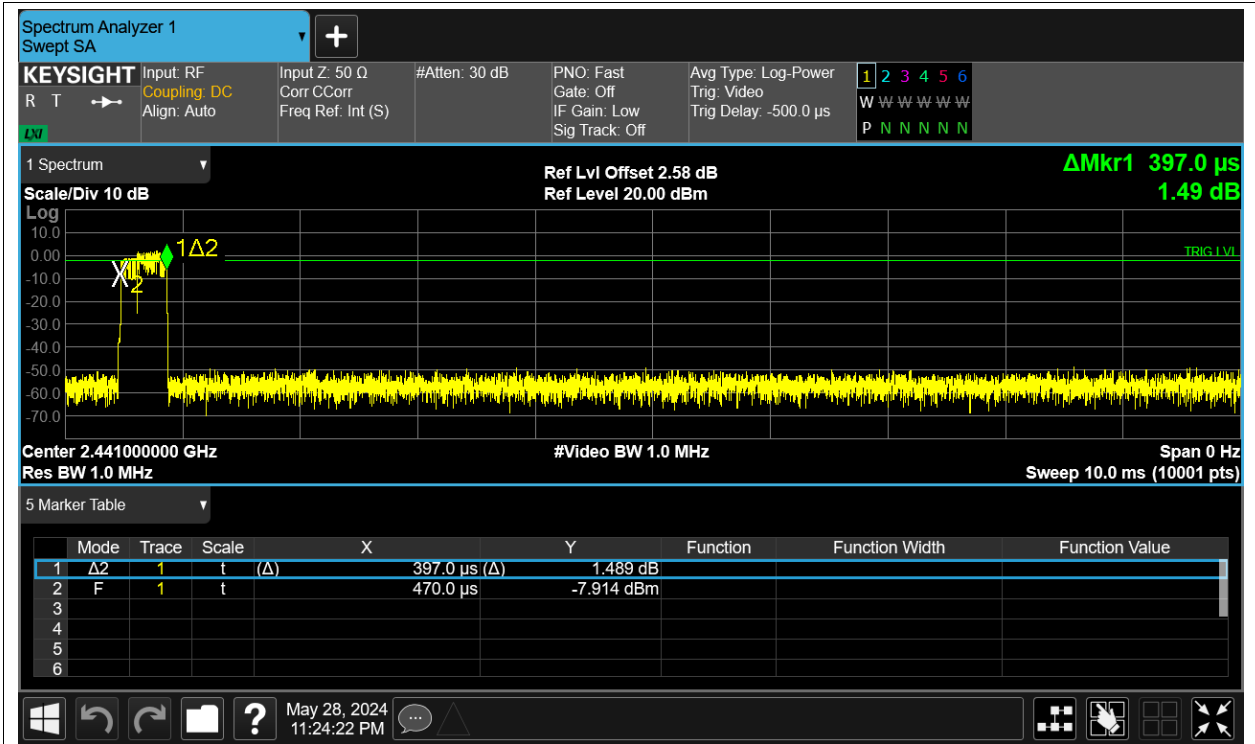 Spectrum Analyzer 1
Swept SA
KEYSIGHT
R T
LXI
Input: RF
Coupling: DC
Align: Auto
Input Z: 50 Ω
Corr CCorr
Freq Ref: Int (S)
#Atten: 30 dB
PNO: Fast
Gate: Off
IF Gain: Low
Sig Track: Off
Avg Type: Log-Power
Trig: Video
Trig Delay: -500.0 µs
1 2 3 4 5 6
W W W W W W
P N N N N N
1 Spectrum
Scale/Div 10 dB
Ref Lvl Offset 2.58 dB
Ref Level 20.00 dBm
ΔMkr1 397.0 µs
1.49 dB
Log
10.0
0.00
-10.0
-20.0
-30.0
-40.0
-50.0
-60.0
-70.0
1Δ2
X2
TRIG LVL
Center 2.441000000 GHz
#Video BW 1.0 MHz
Span 0 Hz
Res BW 1.0 MHz
Sweep 10.0 ms (10001 pts)
5 Marker Table
Mode Trace Scale X Y Function Function Width Function Value
1 Δ2 1 t (Δ) 397.0 µs (Δ) 1.489 dB
2 F 1 t 470.0 µs -7.914 dBm
3
4
5
6
?
May 28, 2024
11:24:22 PM